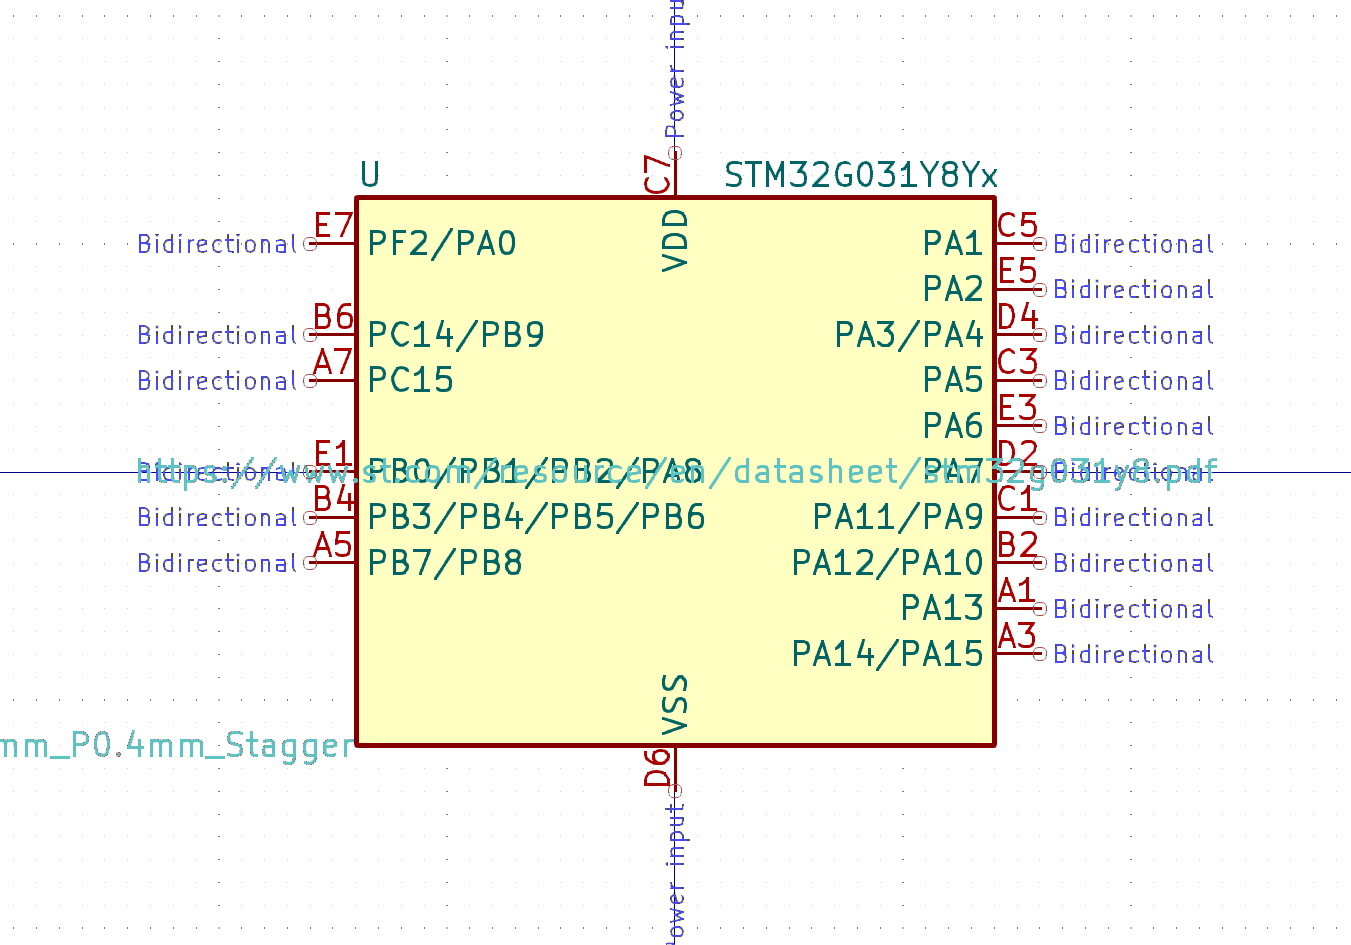 Power inpu
C7
U
STM32G031Y8Yx
VDD
Bidirectional E7 PF2/PA0
PA1 C5 Bidirectional
PA2 E5 Bidirectional
Bidirectional B6 PC14/PB9
PA3/PA4 D4 Bidirectional
Bidirectional A7 PC15
PA5 C3 Bidirectional
PA6 E3 Bidirectional
Bidirectional E1 PB0/PB1/PB2/PA8
https://www.st.com/resource/en/datasheet/stm32g031y8.pdf
PA7 D2 Bidirectional
Bidirectional B4 PB3/PB4/PB5/PB6
PA11/PA9 C1 Bidirectional
Bidirectional A5 PB7/PB8
PA12/PA10 B2 Bidirectional
PA13 A1 Bidirectional
PA14/PA15 A3 Bidirectional
VSS
mm_P0.4mm_Stagger
D6
ower input